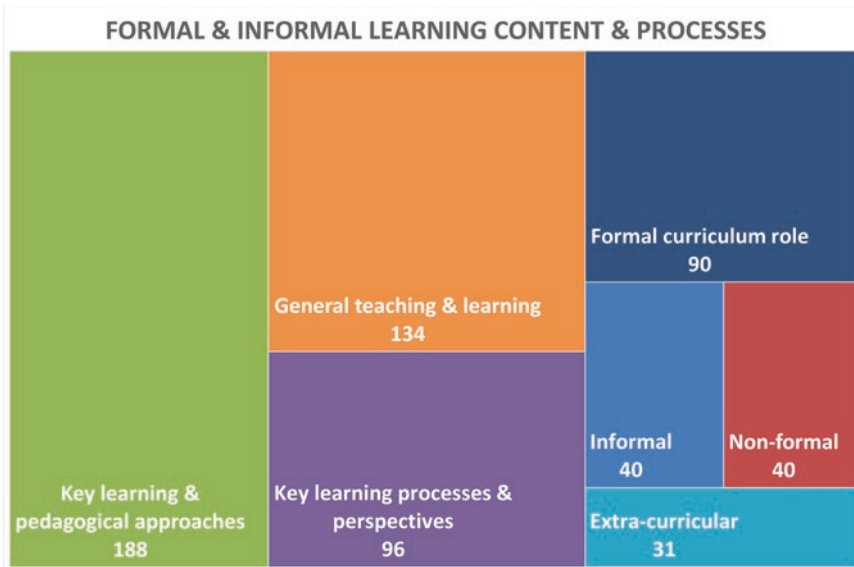 FORMAL & INFORMAL LEARNING CONTENT & PROCESSES
Key learning &
pedagogical approaches
188
General teaching & learning
134
Key learning processes &
perspectives
96
Formal curriculum role
90
Informal
40
Non-formal
40
Extra-curricular
31